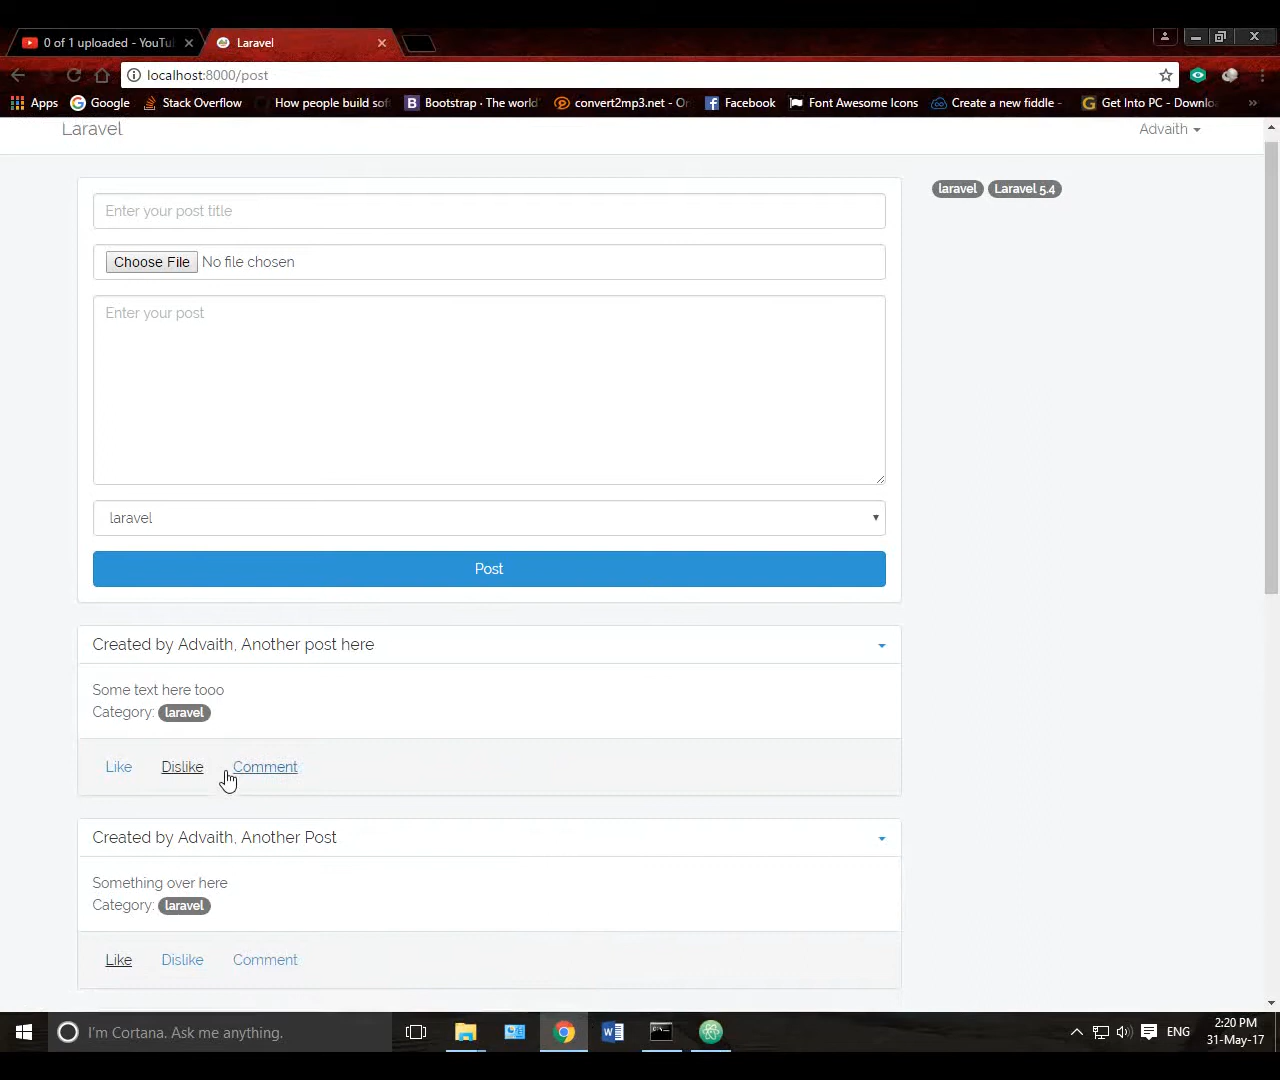 0 of 1 uploaded - YouTu
Laravel
localhost:8000/post
Apps
Google
Stack Overflow
How people build sof
Bootstrap · The world'
convert2mp3.net - On
Facebook
Font Awesome Icons
Create a new fiddle -
Get Into PC - Downlo
Laravel
Advaith
Enter your post title
laravel
Laravel 5.4
Choose File No file chosen
Enter your post
laravel
Post
Created by Advaith, Another post here
Some text here tooo
Category: laravel
Like
Dislike
Comment
Created by Advaith, Another Post
Something over here
Category: laravel
Like
Dislike
Comment
I'm Cortana. Ask me anything.
ENG
2:20 PM
31-May-17